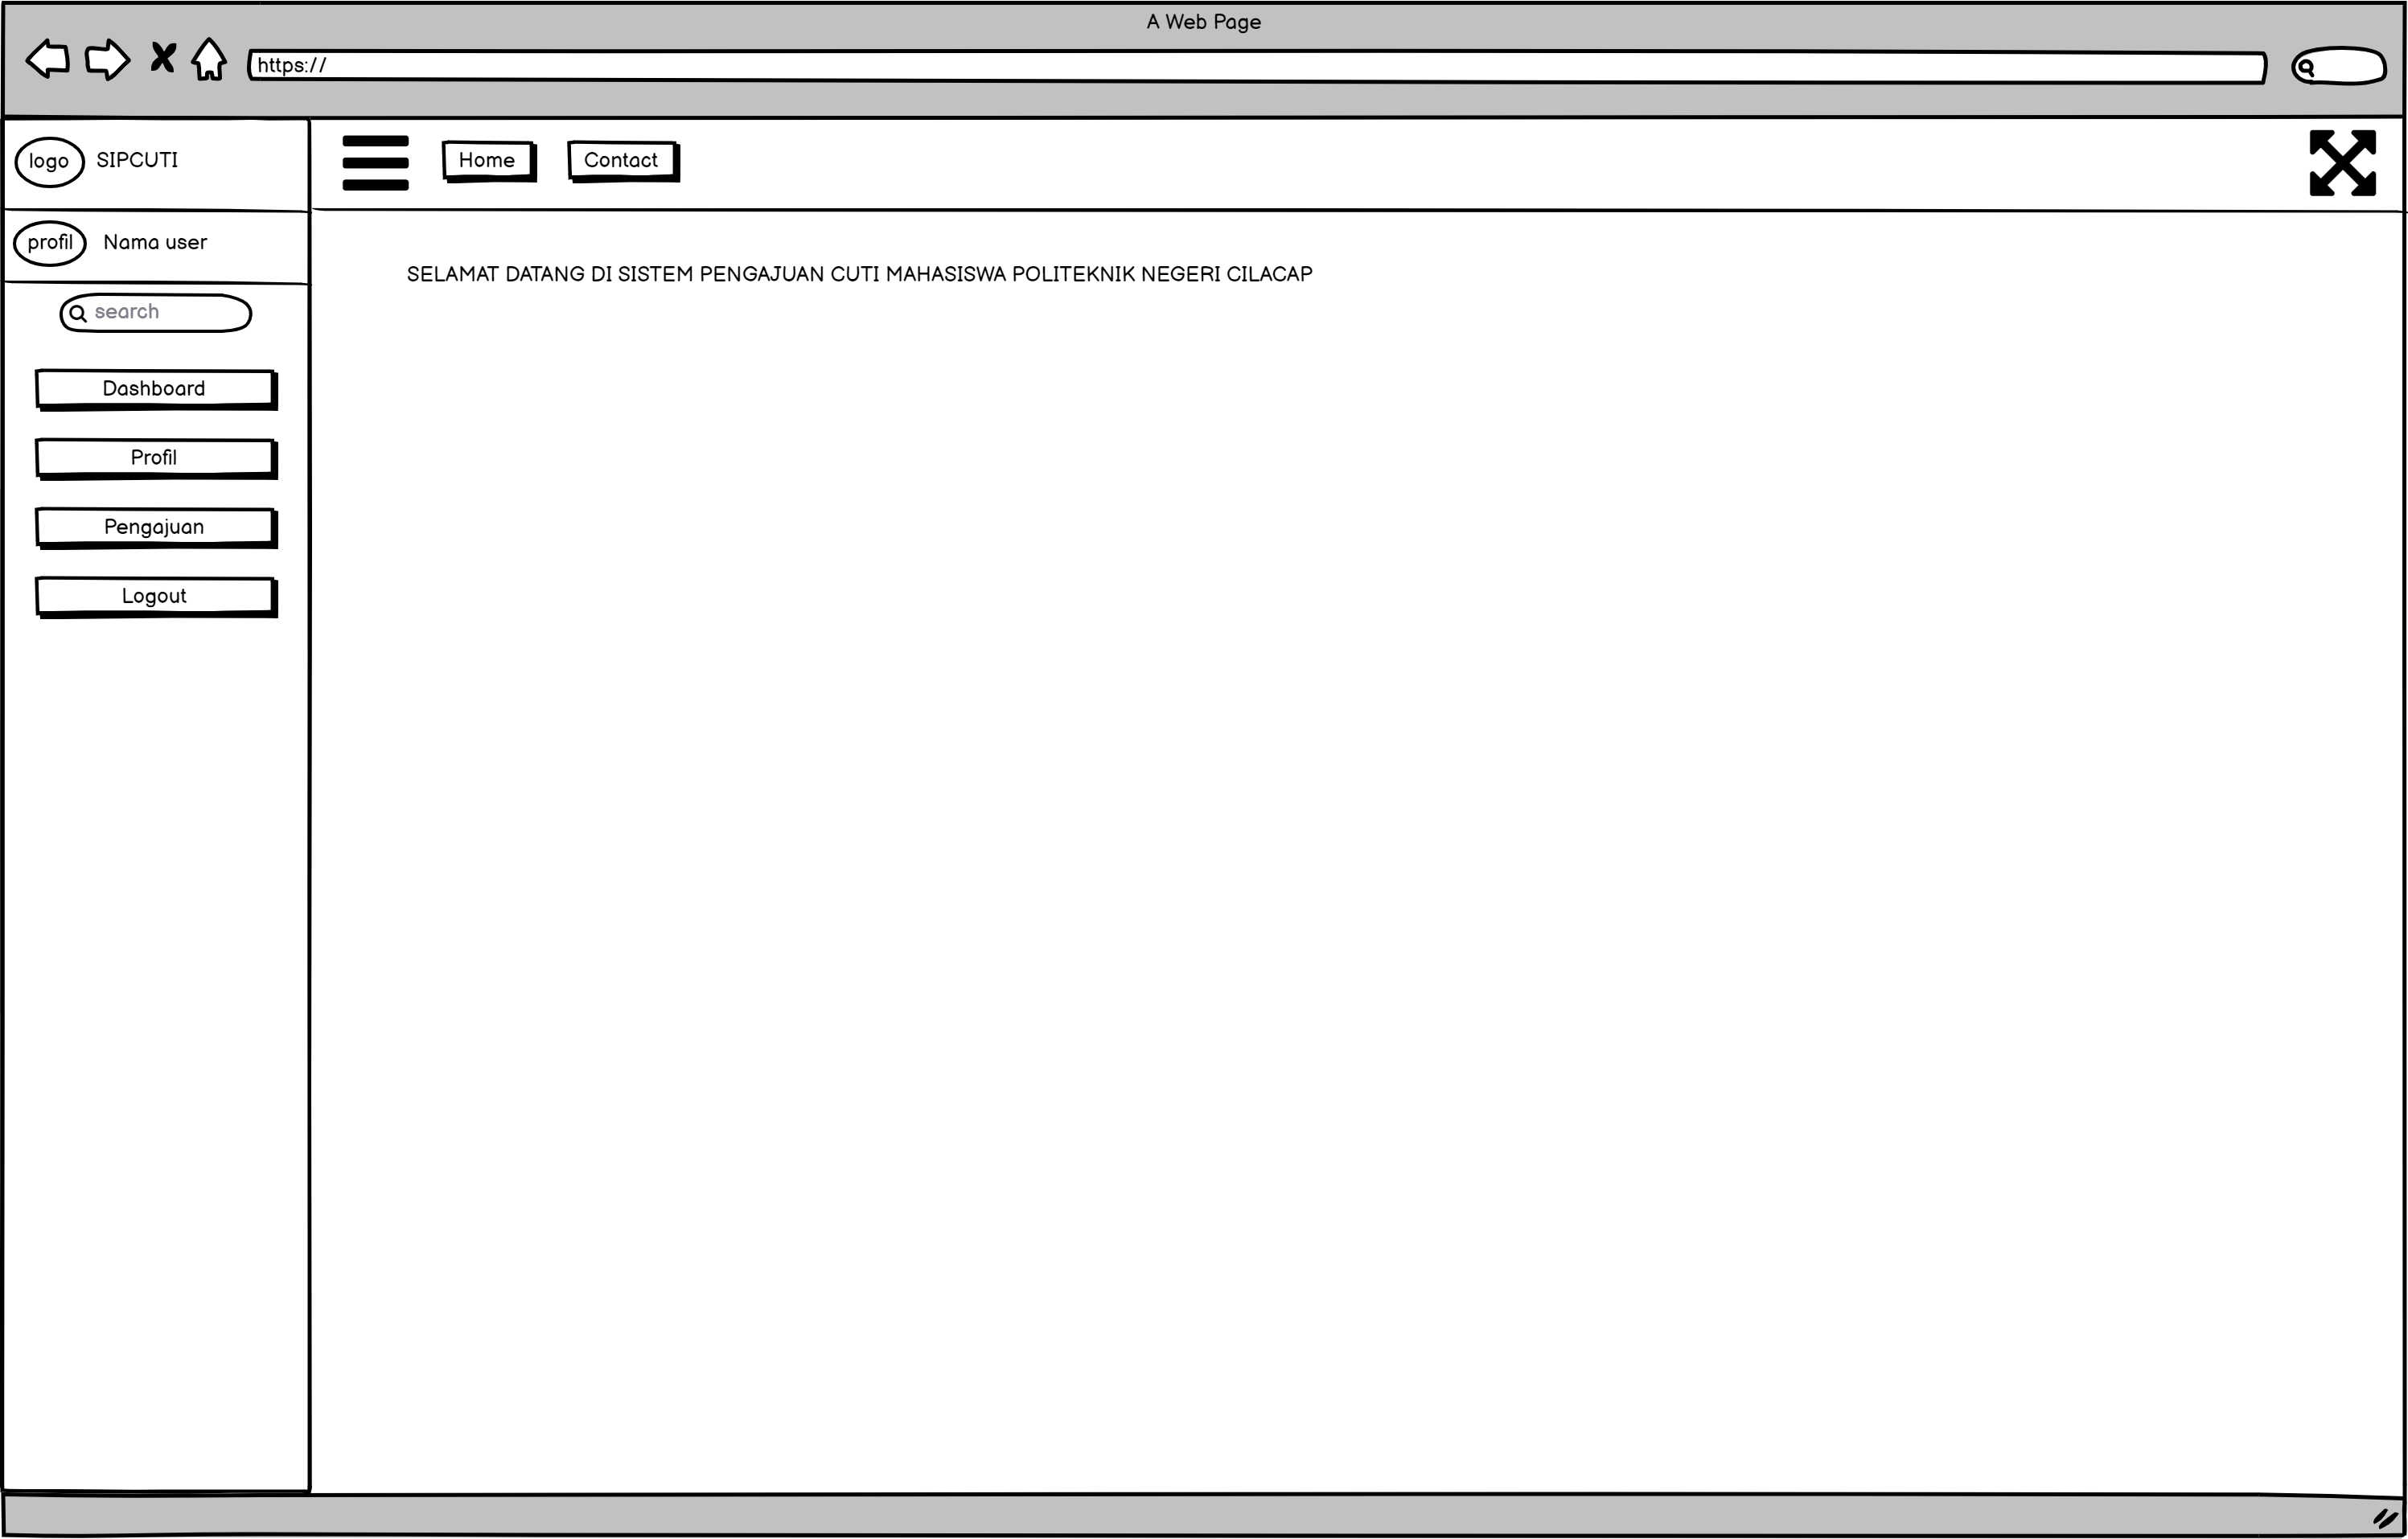 A Web Page
https://
logo SIPCUTI
Home Contact
profil Nama user
SELAMAT DATANG DI SISTEM PENGAJUAN CUTI MAHASISWA POLITEKNIK NEGERI CILACAP
search
Dashboard
Profil
Pengajuan
Logout